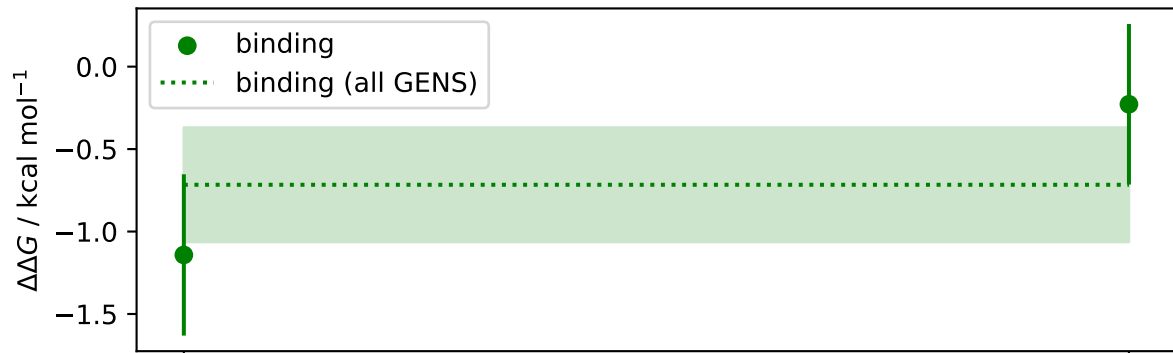 binding
binding (all GENS)
0.0
−0.5
−1.0
−1.5
ΔΔG / kcal mol⁻¹